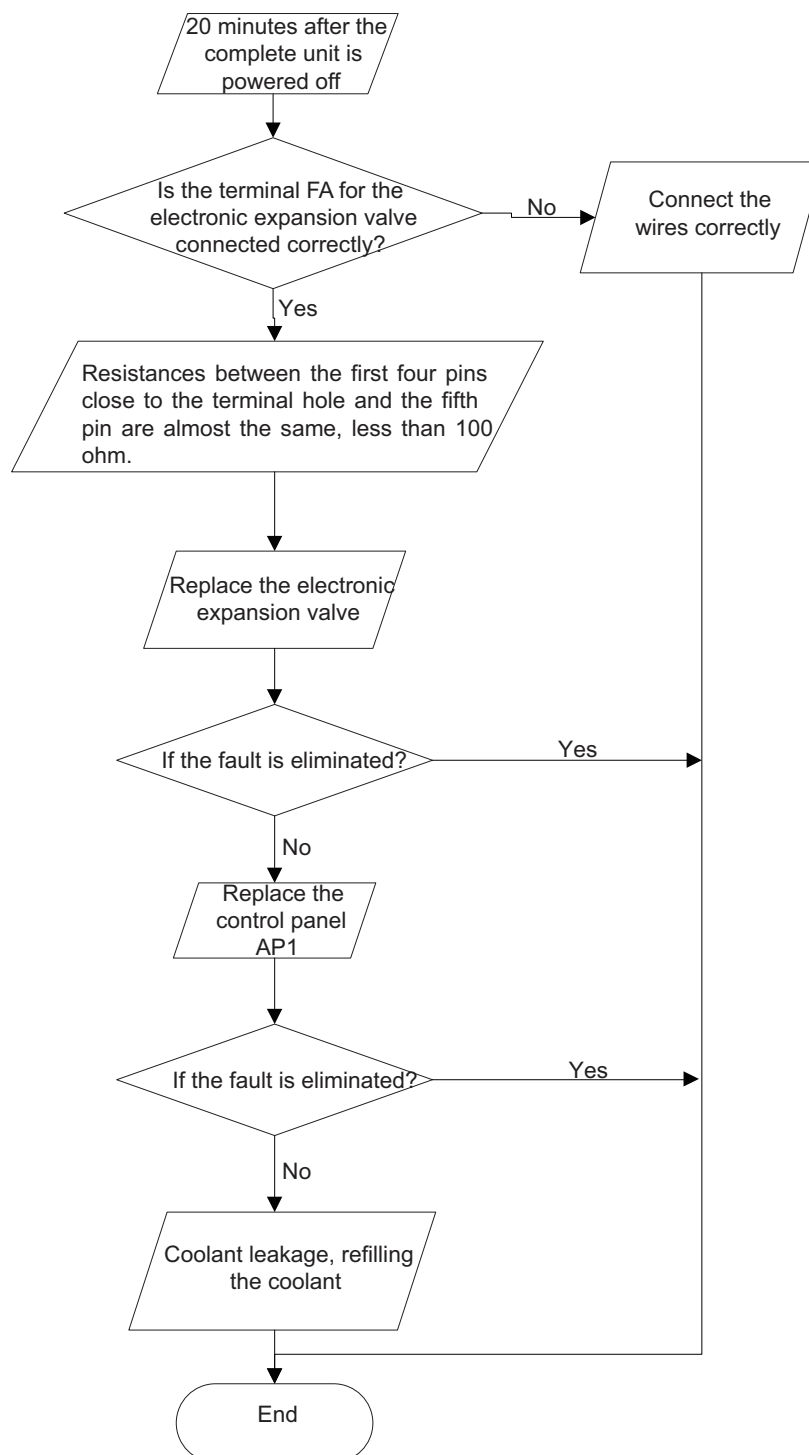 20 minutes after the
complete unit is
powered off
Is the terminal FA for the
electronic expansion valve
connected correctly?
No
Connect the
wires correctly
Yes
Resistances between the first four pins
close to the terminal hole and the fifth
pin are almost the same, less than 100
ohm.
Replace the electronic
expansion valve
If the fault is eliminated?
Yes
No
Replace the
control panel
AP1
If the fault is eliminated?
Yes
No
Coolant leakage, refilling
the coolant
End